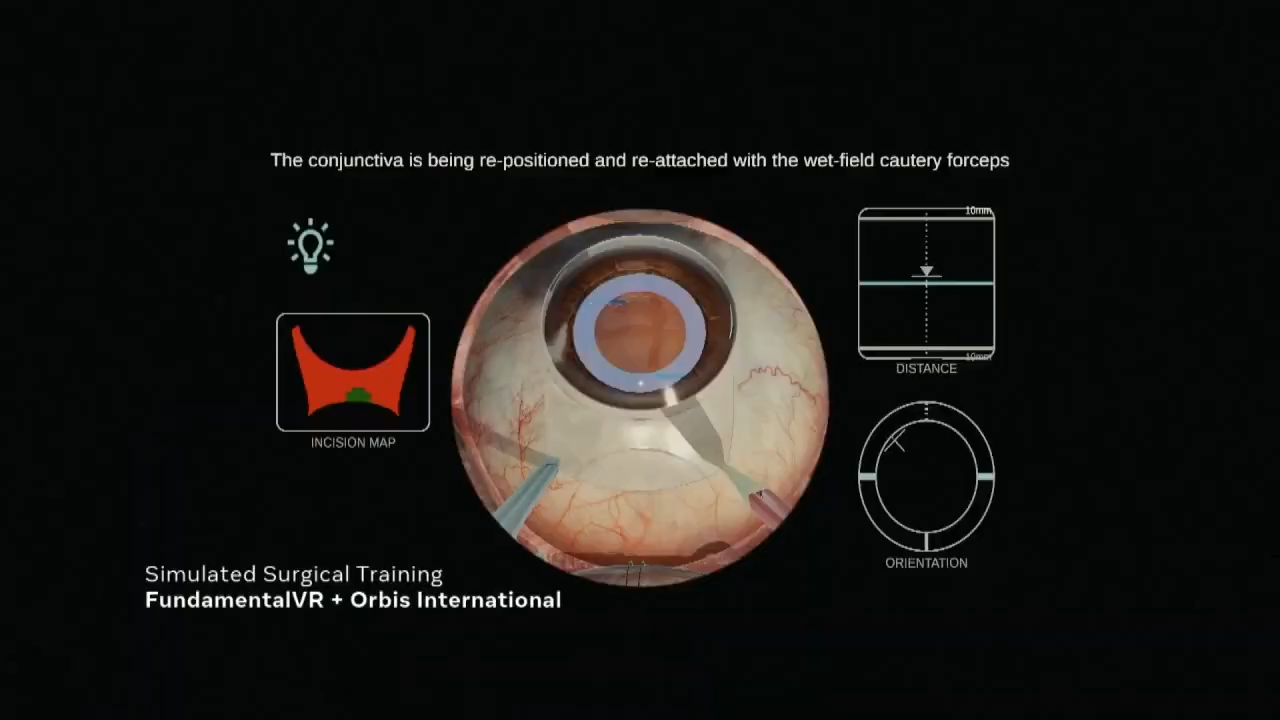 The conjunctiva is being re-positioned and re-attached with the wet-field cautery forceps
10mm
10mm
DISTANCE
INCISION MAP
ORIENTATION
Simulated Surgical Training
FundamentalVR + Orbis International